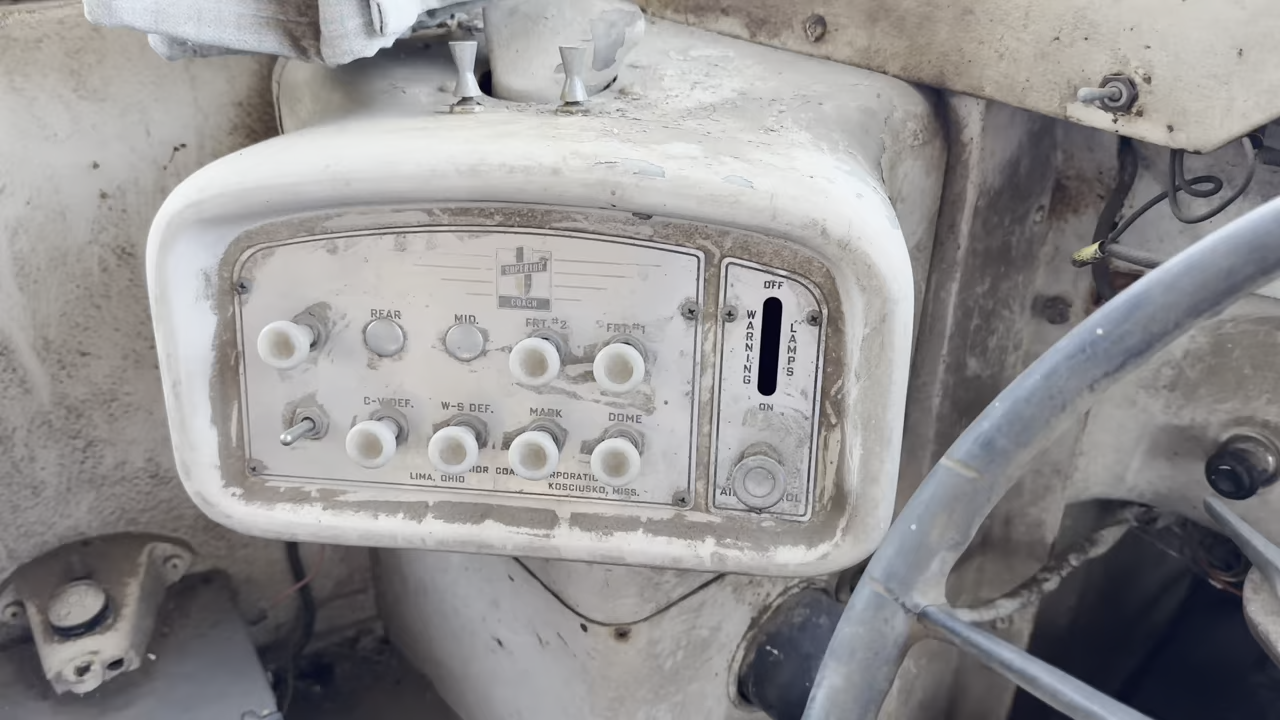 SUPERIOR
COACH
REAR
MID.
FRT.#2
FRT.#1
DEF.
W-S DEF.
MARK
DOME
LIMA, OHIO
KOSCIUSKO, MISS.
OFF
WARNING
LAMPS
ON